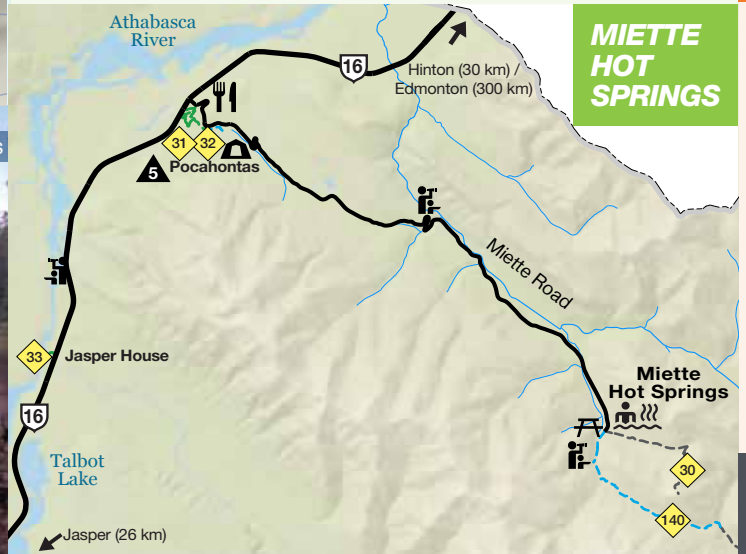 Athabasca
River
MIETTE
HOT
SPRINGS
16
Hinton (30 km) /
Edmonton (300 km)
31
32
5
Pocahontas
Miette Road
33
Jasper House
Miette
Hot Springs
16
Talbot
Lake
30
140
Jasper (26 km)